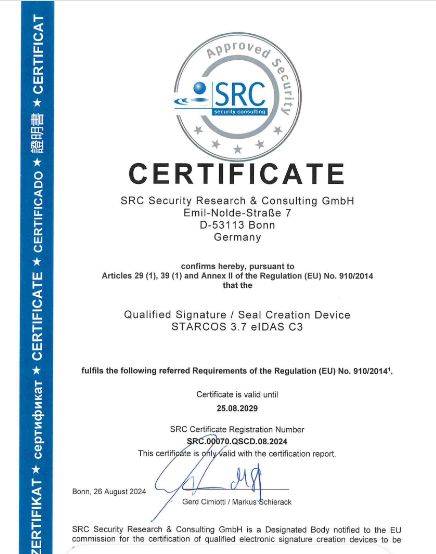 CERTIFICAT
★ CERTIFICADO ★ 證明書 ★
CERTIFICATE ★
сертификат ★
ZERTIFIKAT ★
Approved Security
SRC
security consulting
CERTIFICATE
SRC Security Research & Consulting GmbH
Emil-Nolde-Straße 7
D-53113 Bonn
Germany
confirms hereby, pursuant to
Articles 29 (1), 39 (1) and Annex II of the Regulation (EU) No. 910/2014
that the
Qualified Signature / Seal Creation Device
STARCOS 3.7 eIDAS C3
fulfils the following referred Requirements of the Regulation (EU) No. 910/2014¹.
Certificate is valid until
25.08.2029
SRC Certificate Registration Number
SRC.00070.QSCD.08.2024
This certificate is only valid with the certification report.
Bonn, 26 August 2024
Gerd Cimiotti / Markus Schierack
SRC Security Research & Consulting GmbH is a Designated Body notified to the EU
commission for the certification of qualified electronic signature creation devices to be